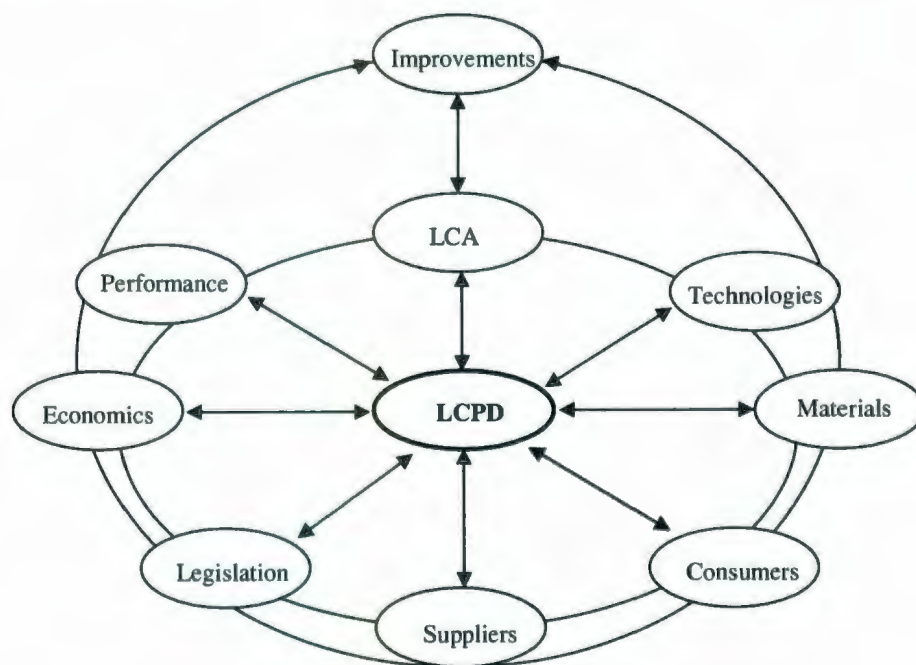 Improvements
LCA
Performance
Technologies
Economics
LCPD
Materials
Legislation
Consumers
Suppliers